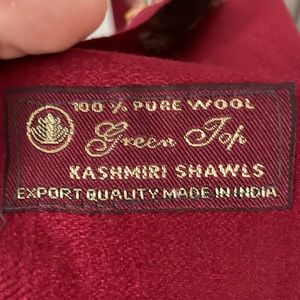 100 % PURE WOOL
Green Top
KASHMIRI SHAWLS
EXPORT QUALITY MADE IN INDIA